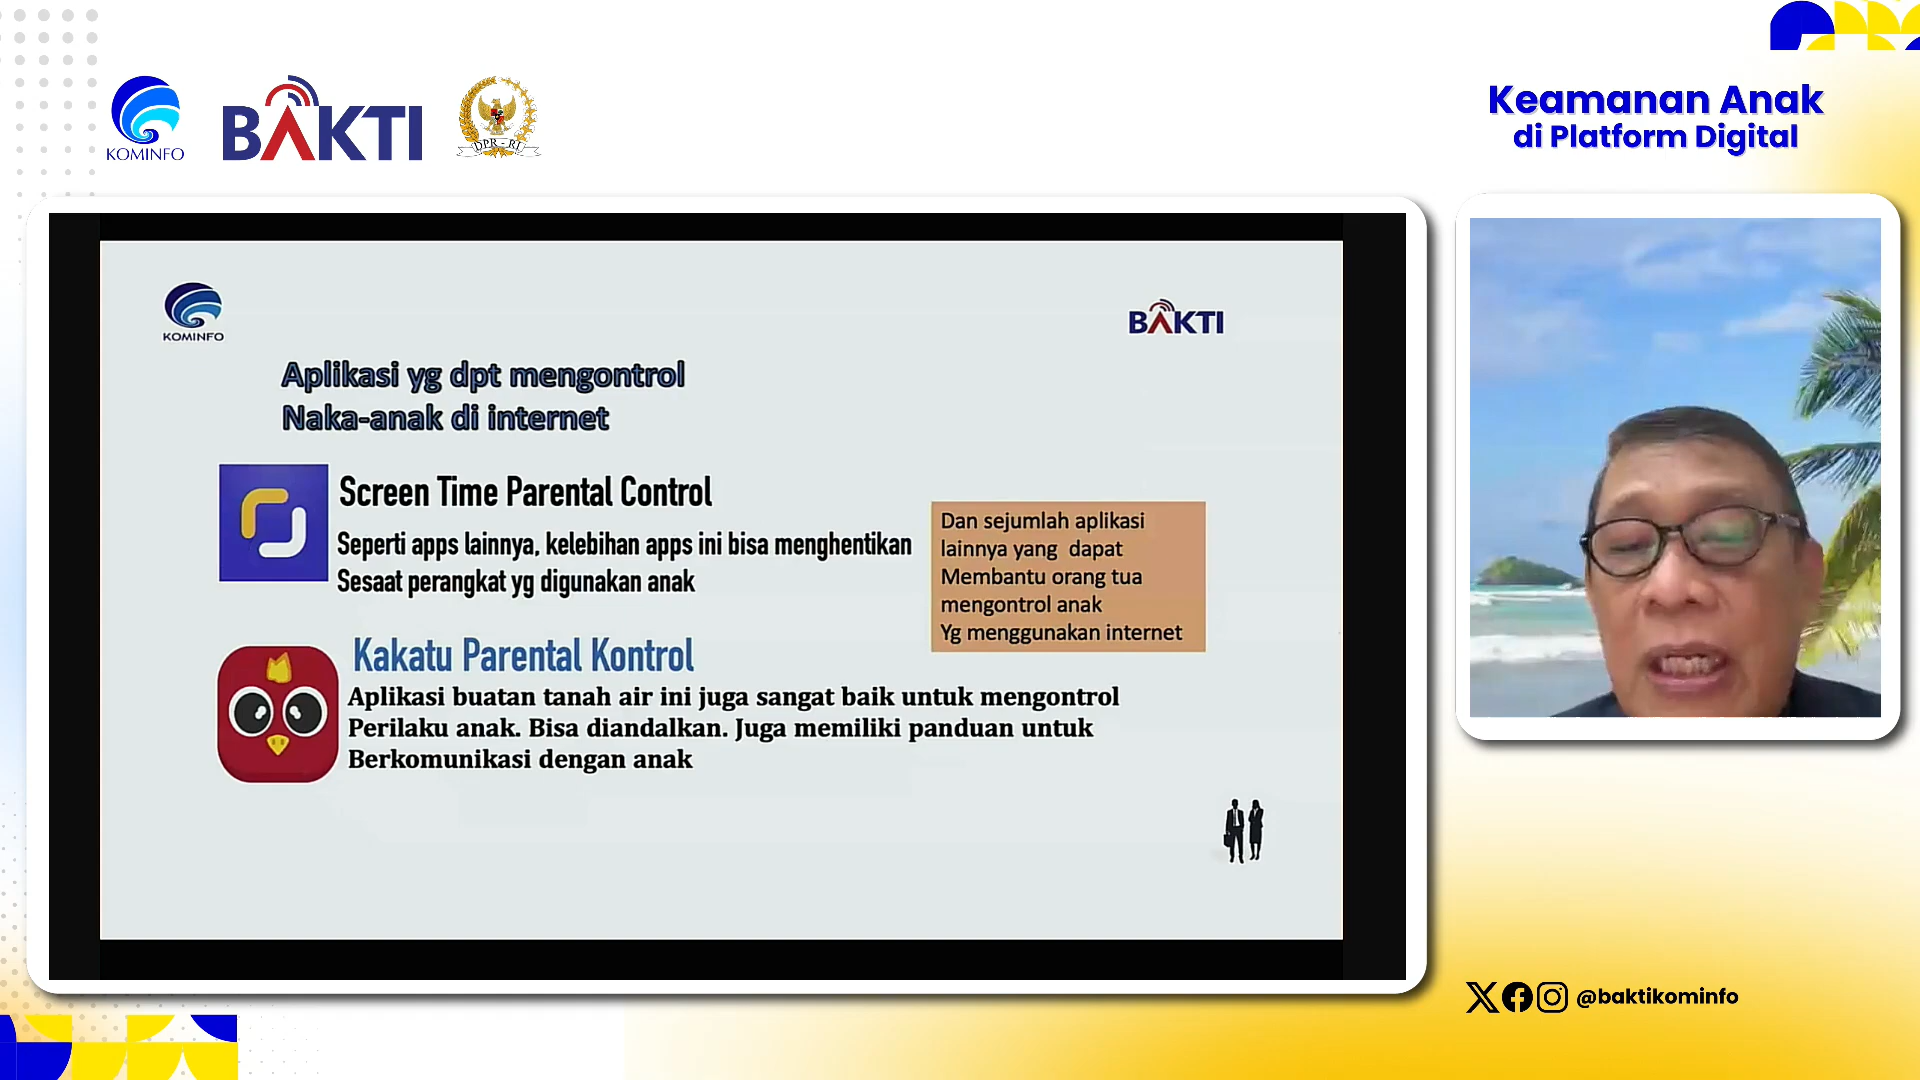 KOMINFO
BAKTI
DPR - RI
Keamanan Anak
di Platform Digital
KOMINFO
BAKTI
Aplikasi yg dpt mengontrol
Naka-anak di internet
Screen Time Parental Control
Seperti apps lainnya, kelebihan apps ini bisa menghentikan
Sesaat perangkat yg digunakan anak
Dan sejumlah aplikasi
lainnya yang dapat
Membantu orang tua
mengontrol anak
Yg menggunakan internet
Kakatu Parental Kontrol
Aplikasi buatan tanah air ini juga sangat baik untuk mengontrol
Perilaku anak. Bisa diandalkan. Juga memiliki panduan untuk
Berkomunikasi dengan anak
@baktikominfo